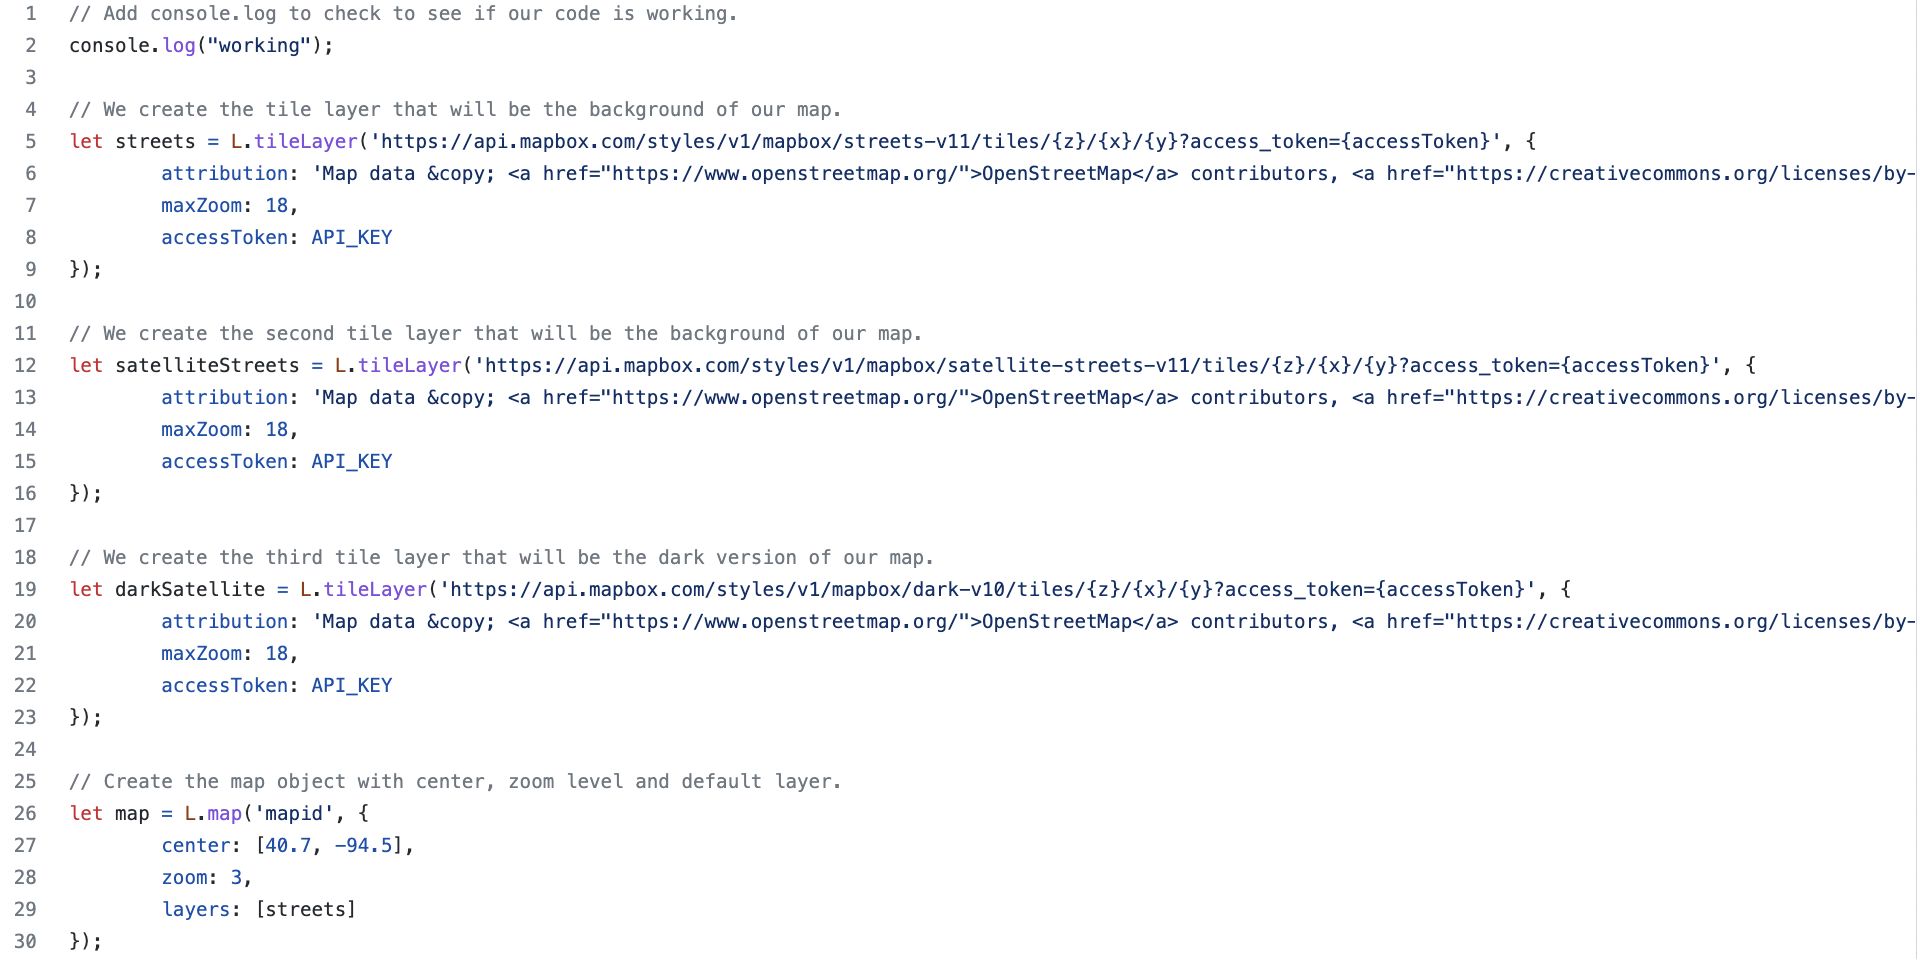 1 // Add console.log to check to see if our code is working.
2 console.log("working");
3
4 // We create the tile layer that will be the background of our map.
5 let streets = L.tileLayer('https://api.mapbox.com/styles/v1/mapbox/streets-v11/tiles/{z}/{x}/{y}?access_token={accessToken}', {
6         attribution: 'Map data &copy; <a href="https://www.openstreetmap.org/">OpenStreetMap</a> contributors, <a href="https://creativecommons.org/licenses/by-
7         maxZoom: 18,
8         accessToken: API_KEY
9 });
10
11 // We create the second tile layer that will be the background of our map.
12 let satelliteStreets = L.tileLayer('https://api.mapbox.com/styles/v1/mapbox/satellite-streets-v11/tiles/{z}/{x}/{y}?access_token={accessToken}', {
13         attribution: 'Map data &copy; <a href="https://www.openstreetmap.org/">OpenStreetMap</a> contributors, <a href="https://creativecommons.org/licenses/by-
14         maxZoom: 18,
15         accessToken: API_KEY
16 });
17
18 // We create the third tile layer that will be the dark version of our map.
19 let darkSatellite = L.tileLayer('https://api.mapbox.com/styles/v1/mapbox/dark-v10/tiles/{z}/{x}/{y}?access_token={accessToken}', {
20         attribution: 'Map data &copy; <a href="https://www.openstreetmap.org/">OpenStreetMap</a> contributors, <a href="https://creativecommons.org/licenses/by-
21         maxZoom: 18,
22         accessToken: API_KEY
23 });
24
25 // Create the map object with center, zoom level and default layer.
26 let map = L.map('mapid', {
27         center: [40.7, -94.5],
28         zoom: 3,
29         layers: [streets]
30 });